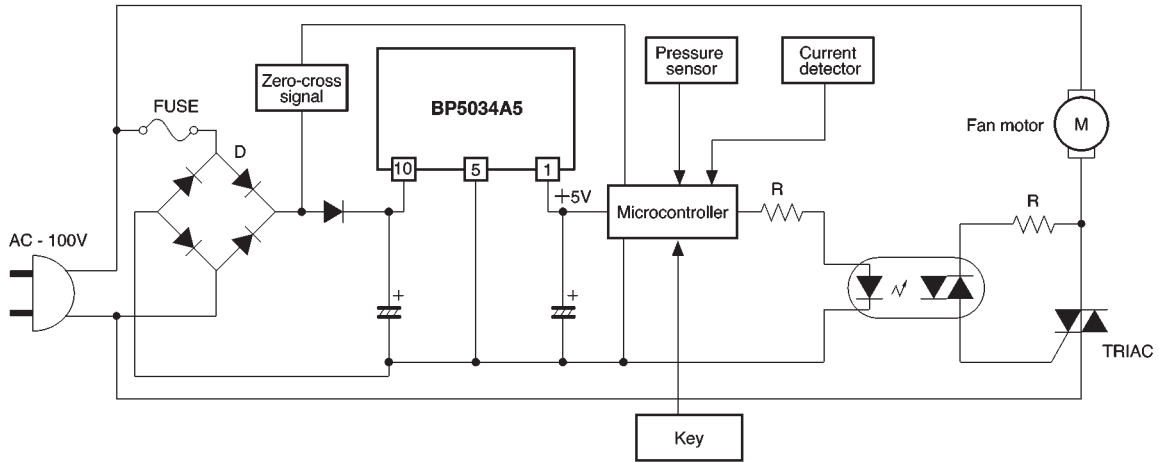 Zero-cross
signal
BP5034A5
Pressure
sensor
Current
detector
FUSE
D
Fan motor
M
10
5
1
+5V
Microcontroller
R
R
AC - 100V
+
+
TRIAC
Key